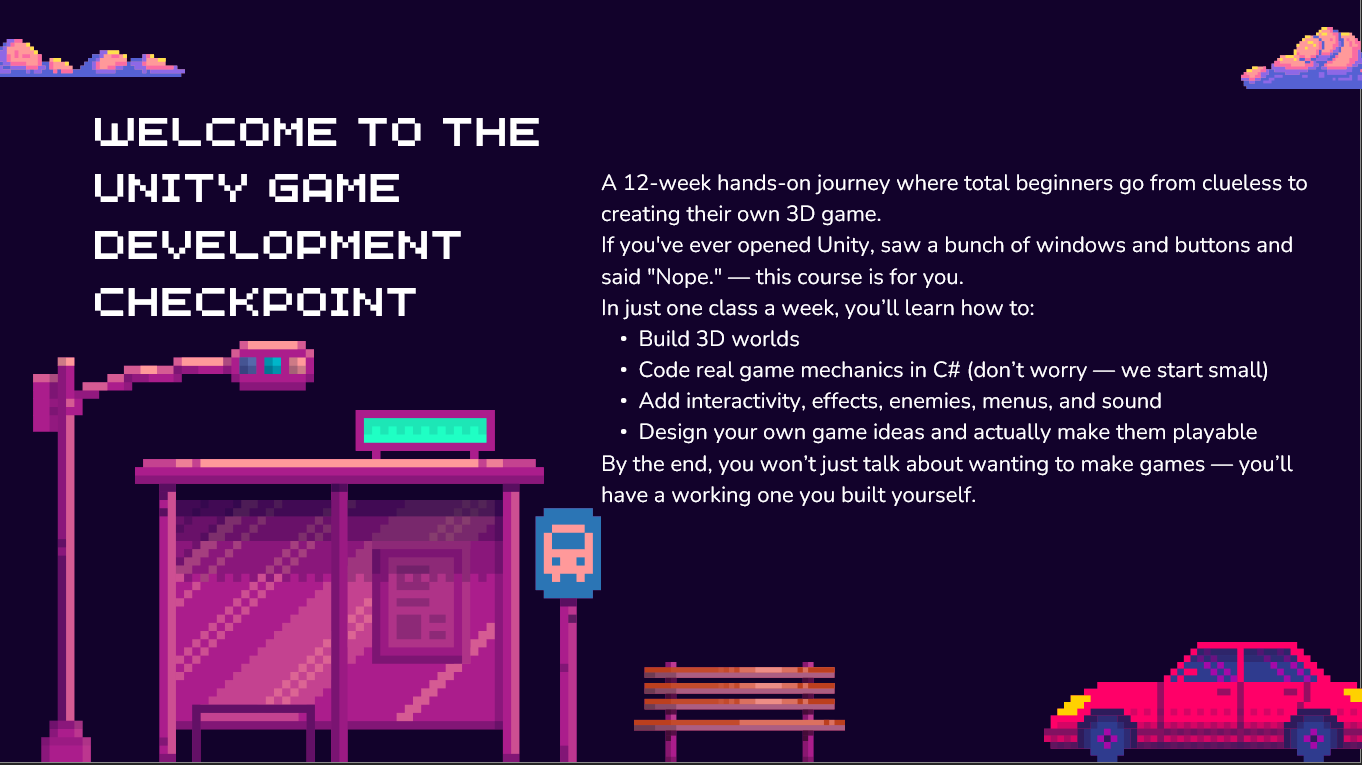 WELCOME TO THE
UNITY GAME
DEVELOPMENT
CHECKPOINT
A 12-week hands-on journey where total beginners go from clueless to
creating their own 3D game.
If you've ever opened Unity, saw a bunch of windows and buttons and
said "Nope." — this course is for you.
In just one class a week, you’ll learn how to:
• Build 3D worlds
• Code real game mechanics in C# (don’t worry — we start small)
• Add interactivity, effects, enemies, menus, and sound
• Design your own game ideas and actually make them playable
By the end, you won’t just talk about wanting to make games — you’ll
have a working one you built yourself.